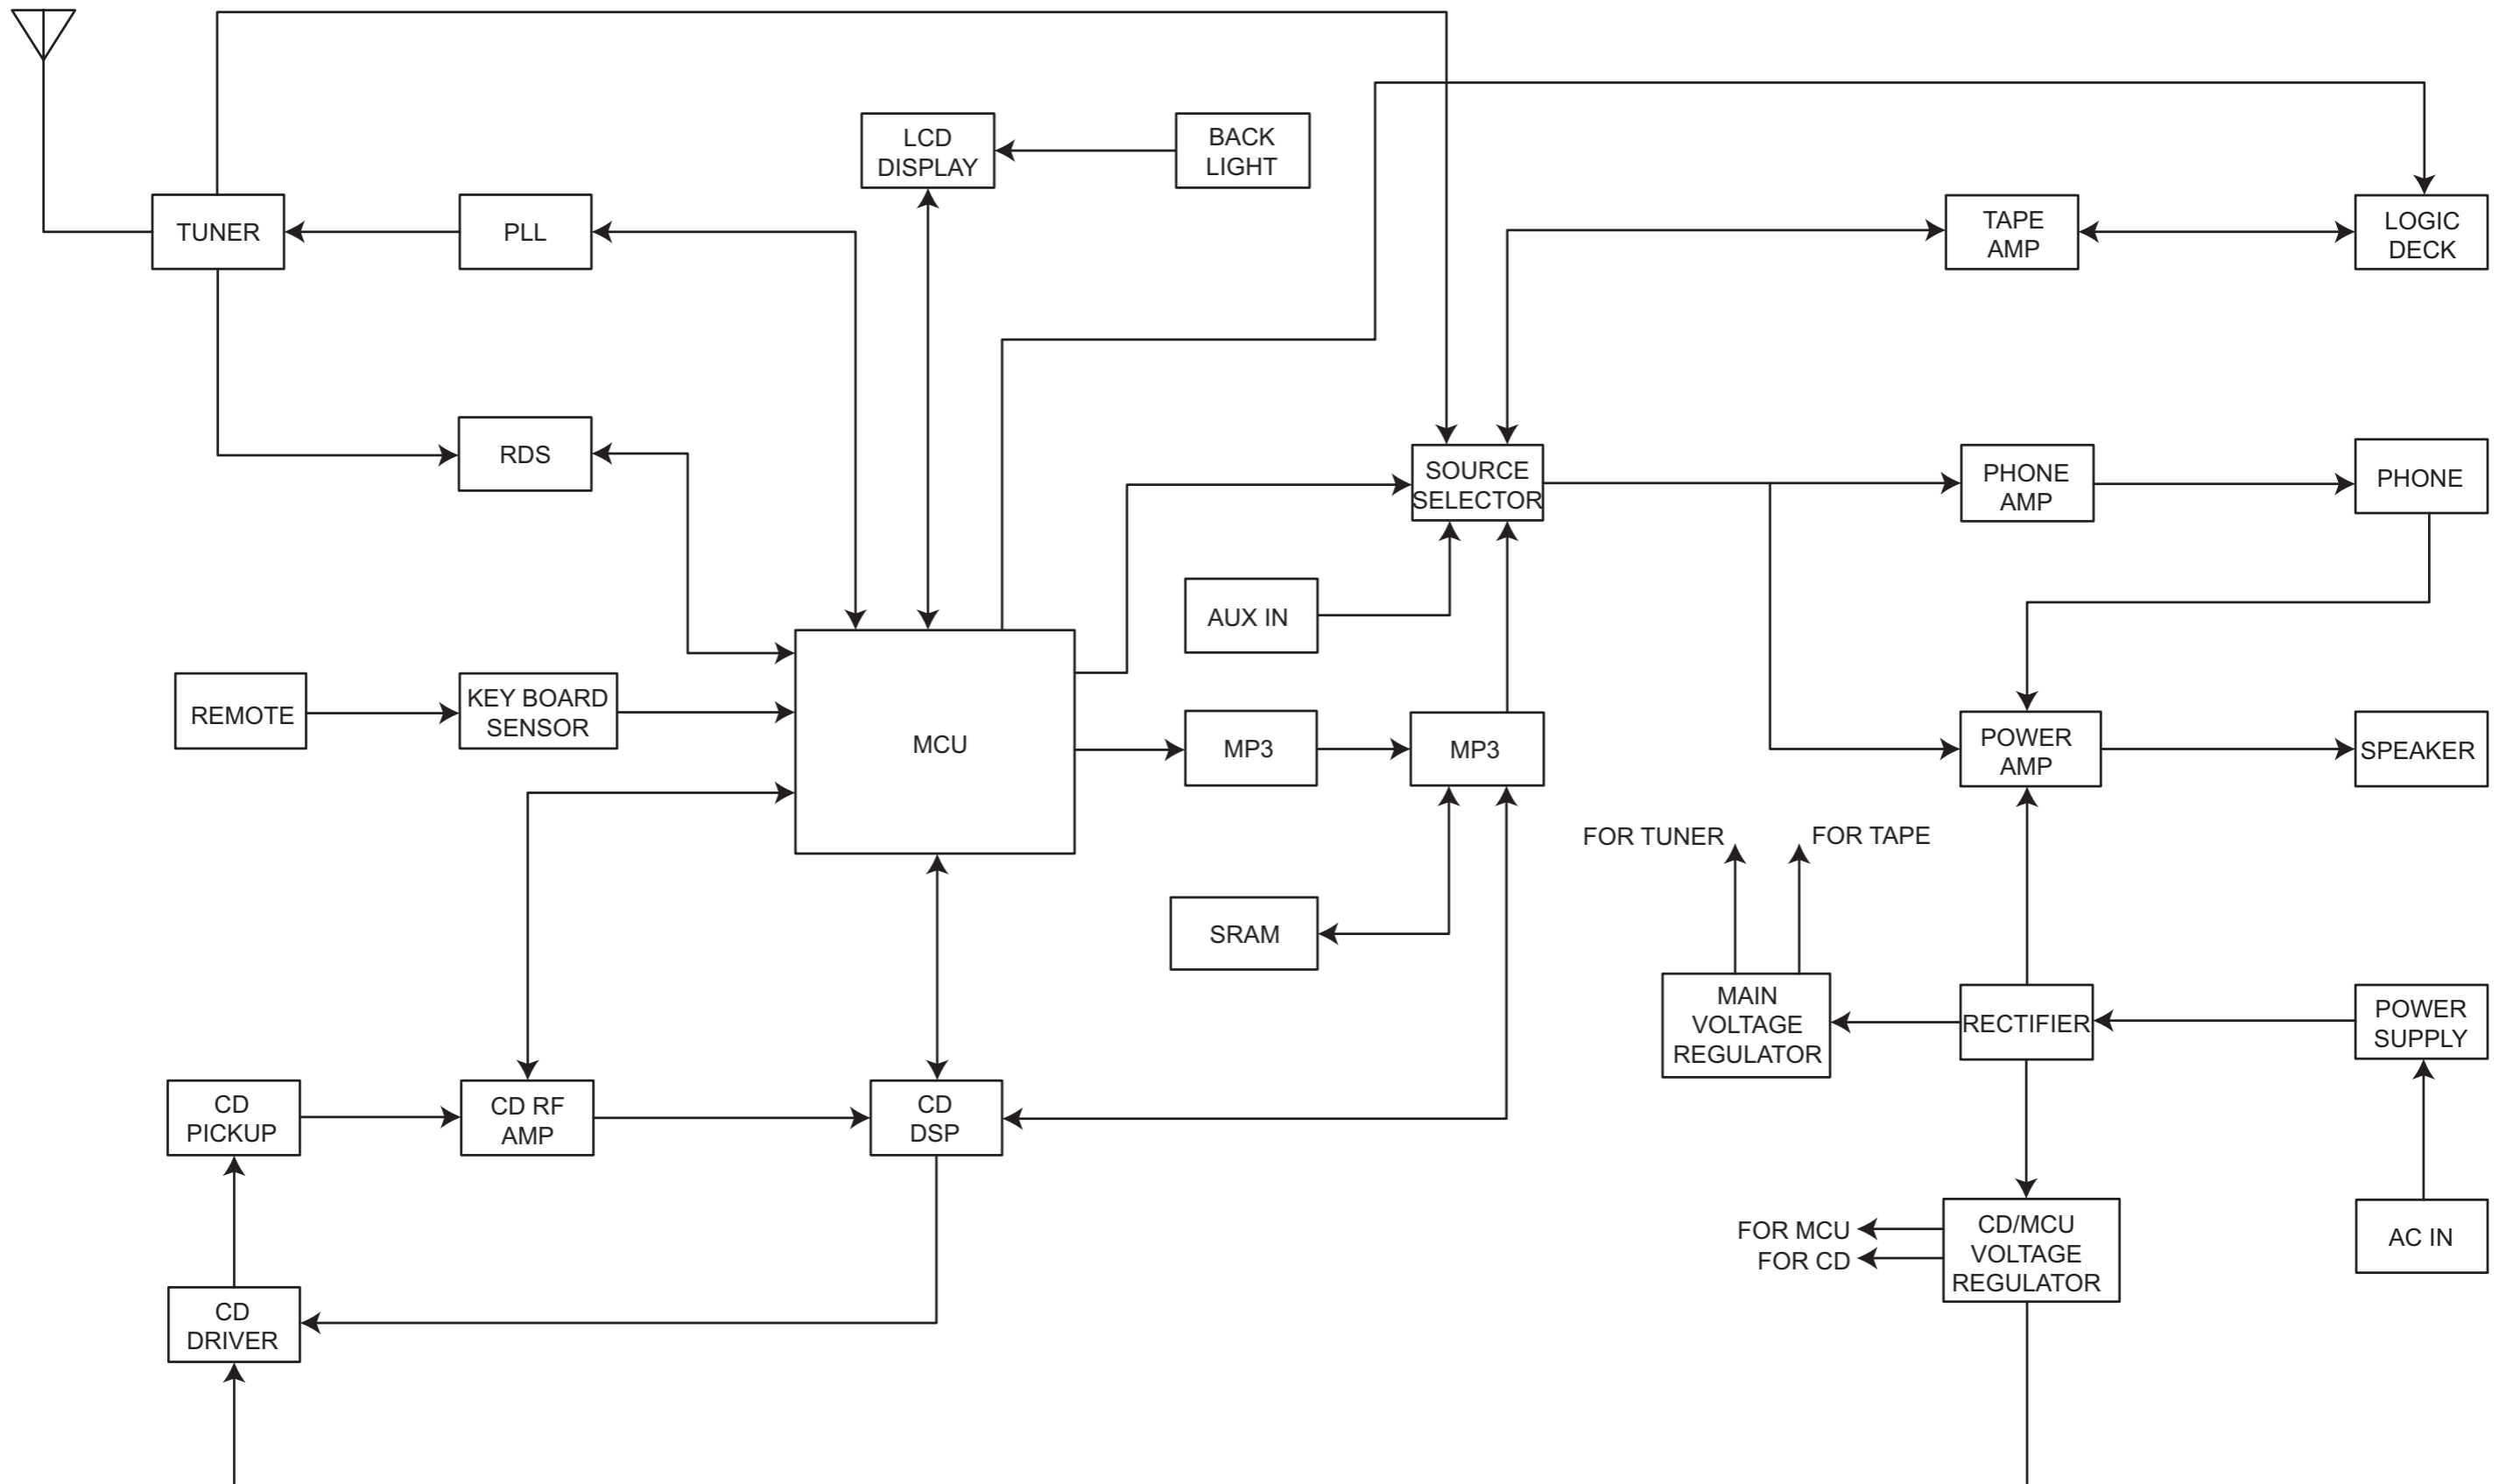 LCD
DISPLAY
BACK
LIGHT
TUNER
PLL
TAPE
AMP
LOGIC
DECK
RDS
SOURCE
SELECTOR
PHONE
AMP
PHONE
AUX IN
REMOTE
KEY BOARD
SENSOR
MCU
MP3
MP3
POWER
AMP
SPEAKER
FOR TUNER
FOR TAPE
SRAM
MAIN
VOLTAGE
REGULATOR
RECTIFIER
POWER
SUPPLY
CD
PICKUP
CD RF
AMP
CD
DSP
FOR MCU
FOR CD
CD/MCU
VOLTAGE
REGULATOR
AC IN
CD
DRIVER